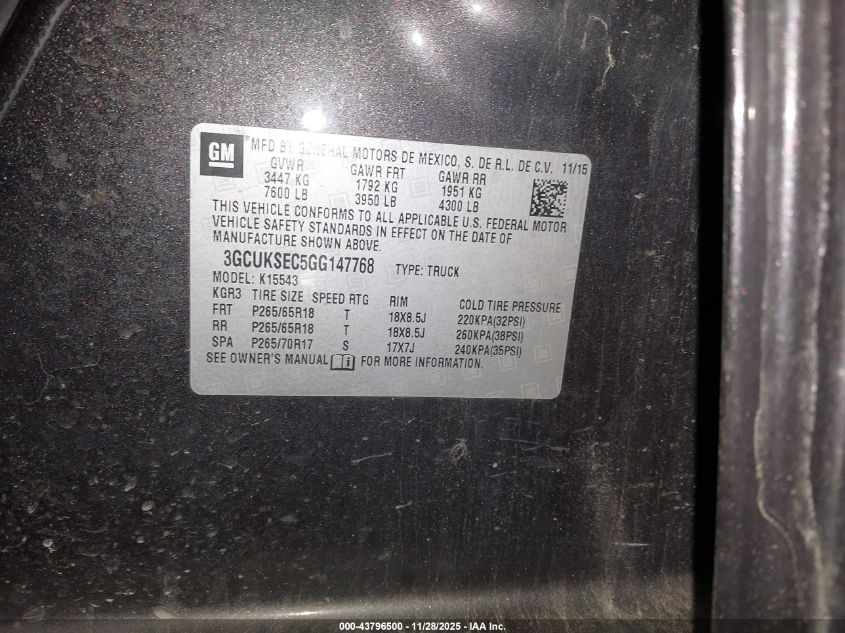 GM
MFD BY GENERAL MOTORS DE MEXICO, S. DE R.L. DE C.V. 11/15
GVWR GAWR FRT GAWR RR
3447 KG 1792 KG 1951 KG
7600 LB 3950 LB 4300 LB
THIS VEHICLE CONFORMS TO ALL APPLICABLE U.S. FEDERAL MOTOR
VEHICLE SAFETY STANDARDS IN EFFECT ON THE DATE OF
MANUFACTURE SHOWN ABOVE.
3GCUKSEC5GG147768 TYPE: TRUCK
MODEL: K15543
KGR3 TIRE SIZE SPEED RTG RIM COLD TIRE PRESSURE
FRT P265/65R18 T 18X8.5J 220KPA(32PSI)
RR P265/65R18 T 18X8.5J 260KPA(38PSI)
SPA P265/70R17 S 17X7J 240KPA(35PSI)
SEE OWNER'S MANUAL FOR MORE INFORMATION.
000-43796500 - 11/28/2025 - IAA Inc.